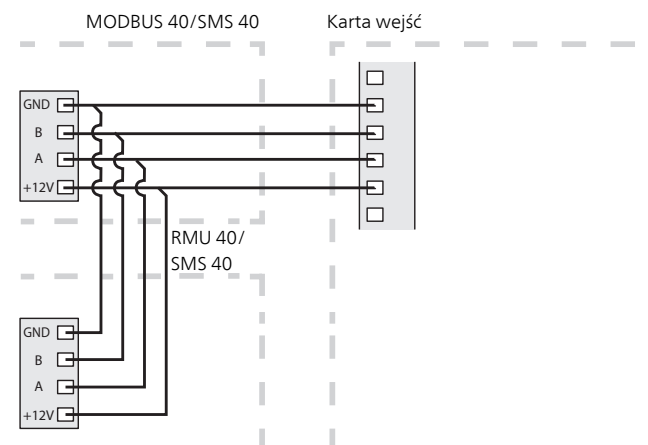 MODBUS 40/SMS 40
Karta wejść
GND
B
A
+12V
RMU 40/
SMS 40
GND
B
A
+12V